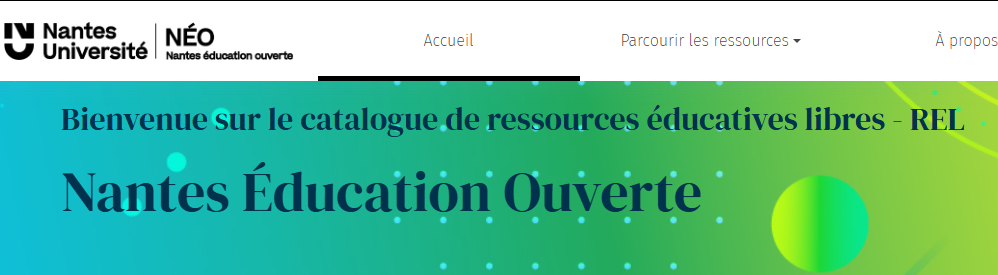 Nantes
Université
NÉO
Nantes éducation ouverte
Accueil
Parcourir les ressources
À propos
Bienvenue sur le catalogue de ressources éducatives libres - REL
Nantes Éducation Ouverte